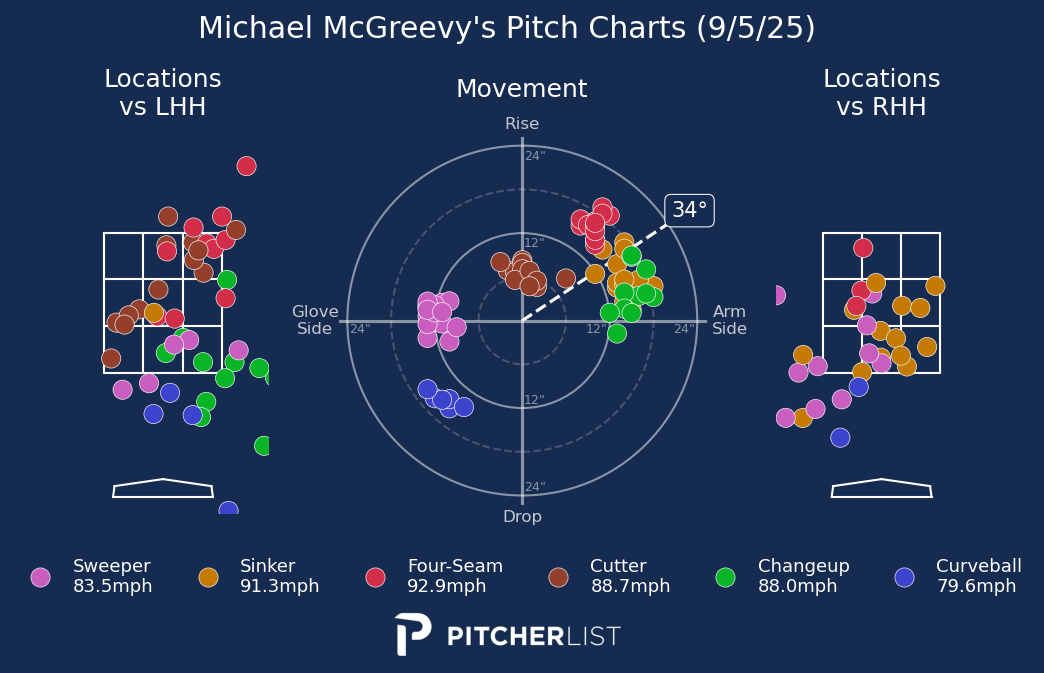 Michael McGreevy's Pitch Charts (9/5/25)
Locations
vs LHH
Movement
Locations
vs RHH
Rise
24"
34°
12"
Glove
Side
24"
12"
24"
Arm
Side
12"
24"
Drop
Sweeper
83.5mph
Sinker
91.3mph
Four-Seam
92.9mph
Cutter
88.7mph
Changeup
88.0mph
Curveball
79.6mph
PITCHERLIST